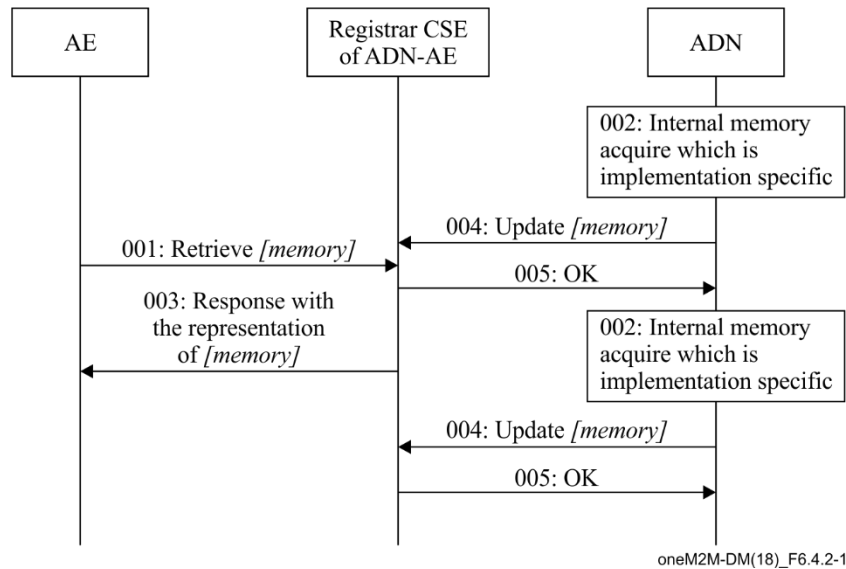 AE
Registrar CSE
of ADN-AE
ADN
002: Internal memory
acquire which is
implementation specific
004: Update [memory]
001: Retrieve [memory]
005: OK
003: Response with
the representation
of [memory]
002: Internal memory
acquire which is
implementation specific
004: Update [memory]
005: OK
oneM2M-DM(18)_F6.4.2-1